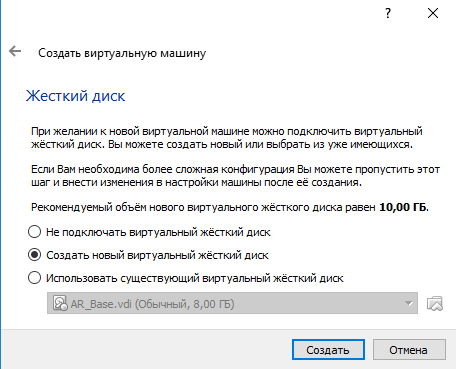 ?
Создать виртуальную машину
Жесткий диск
При желании к новой виртуальной машине можно подключить виртуальный
жёсткий диск. Вы можете создать новый или выбрать из уже имеющихся.
Если Вам необходима более сложная конфигурация Вы можете пропустить этот
шаг и внести изменения в настройки машины после её создания.
Рекомендуемый объём нового виртуального жёсткого диска равен 10,00 ГБ.
Не подключать виртуальный жёсткий диск
Создать новый виртуальный жёсткий диск
Использовать существующий виртуальный жёсткий диск
AR_Base.vdi (Обычный, 8,00 ГБ)
Создать
Отмена